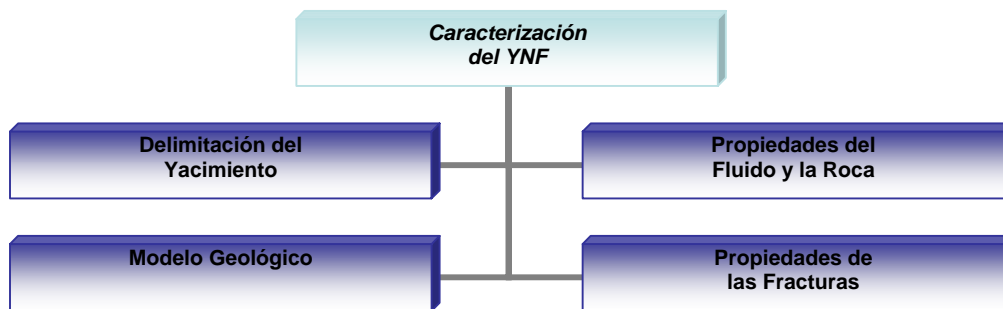 Caracterización
del YNF
Delimitación del
Yacimiento
Propiedades del
Fluido y la Roca
Modelo Geológico
Propiedades de
las Fracturas